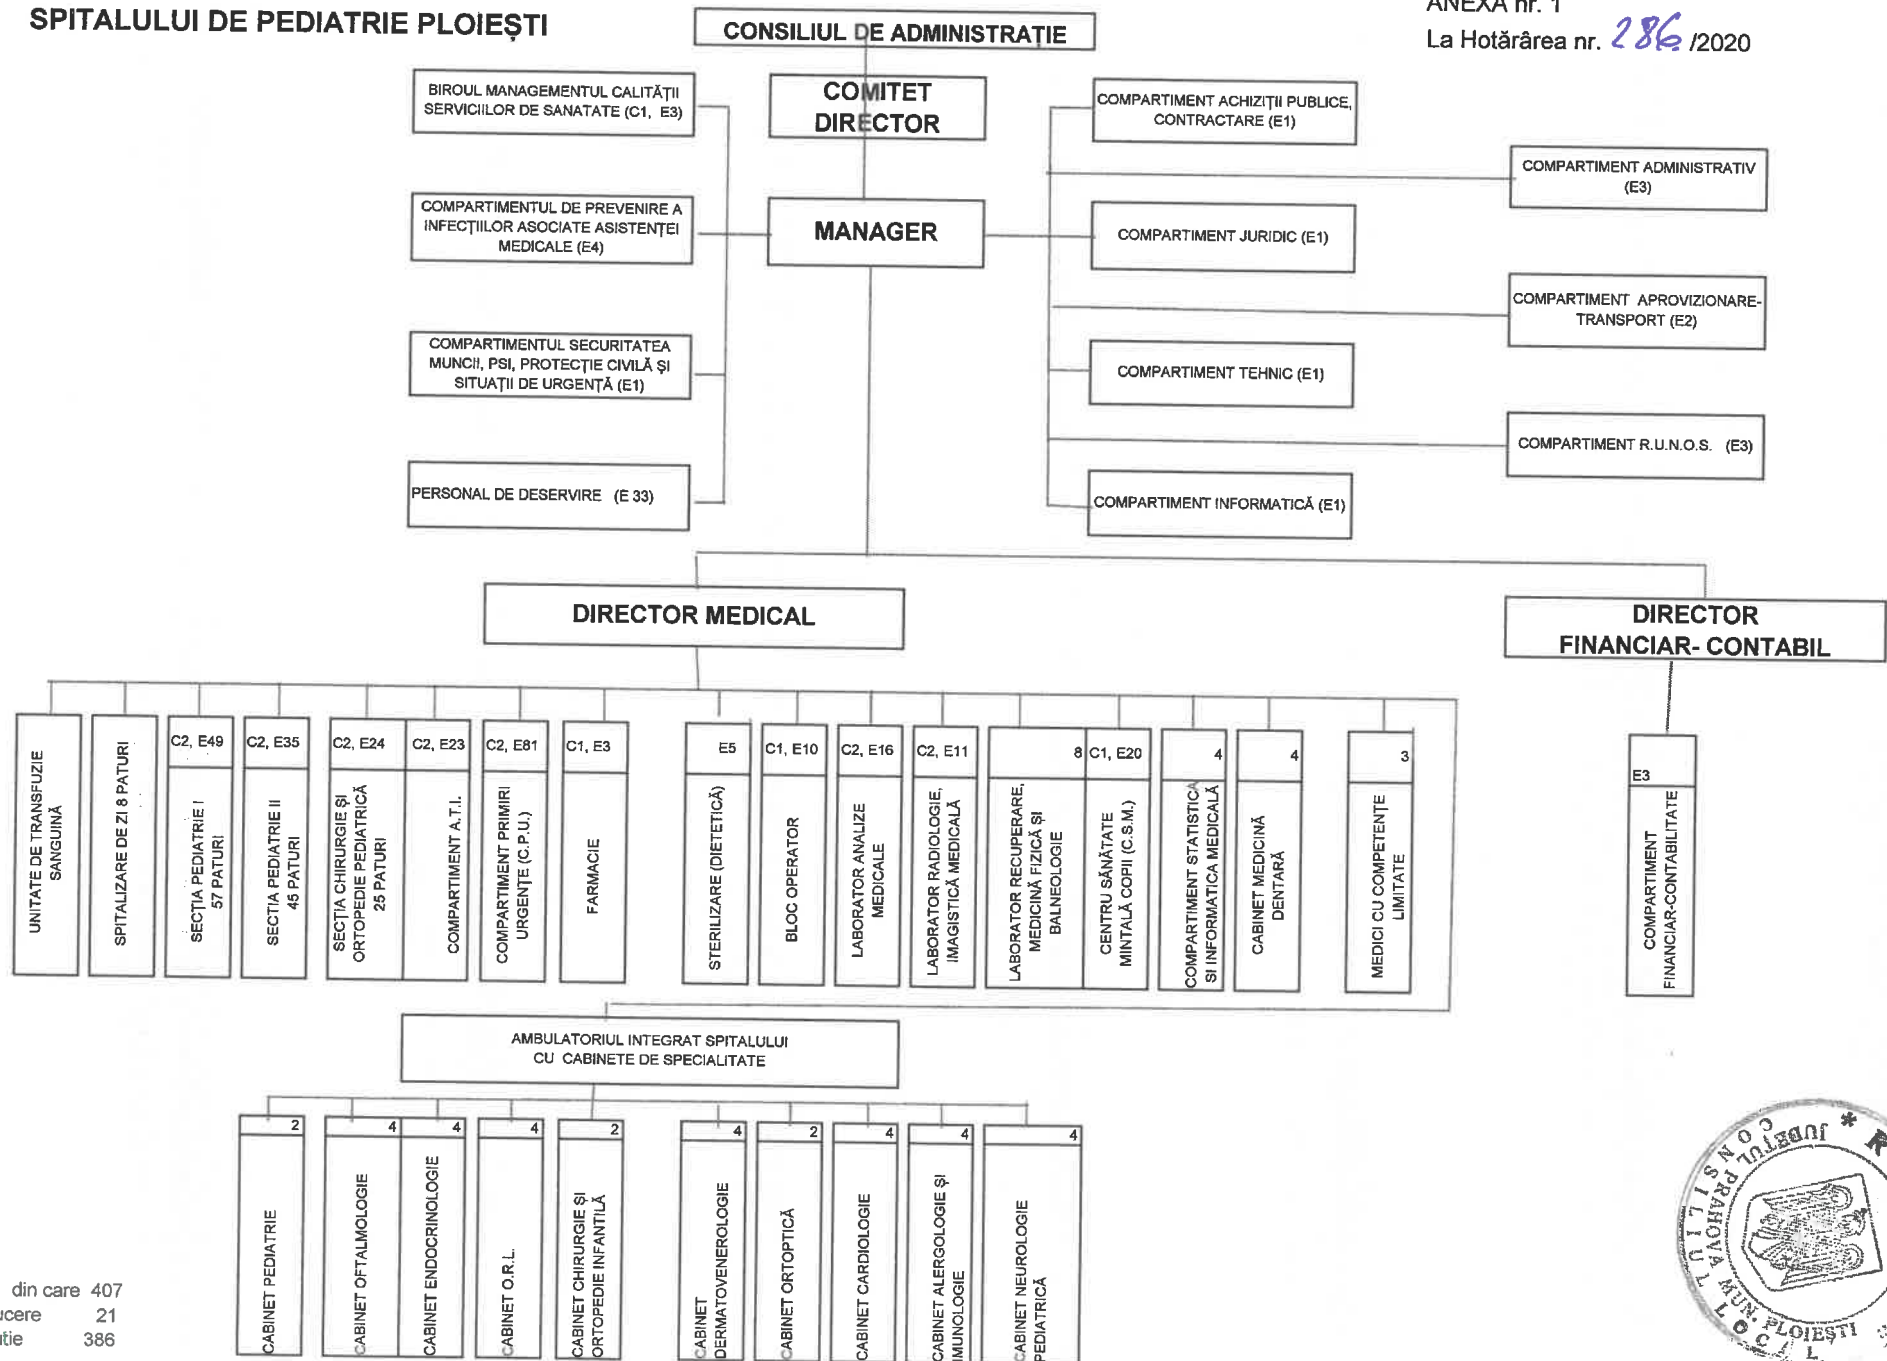 SPITALULUI DE PEDIATRIE PLOIEȘTI
CONSILIUL DE ADMINISTRAȚIE
ANEXA nr. 1
La Hotărârea nr. 286 /2020
BIROUL MANAGEMENTUL CALITĂȚII
SERVICIILOR DE SANATATE (C1, E3)
COMITET
DIRECTOR
COMPARTIMENT ACHIZIȚII PUBLICE,
CONTRACTARE (E1)
COMPARTIMENT ADMINISTRATIV
(E3)
COMPARTIMENTUL DE PREVENIRE A
INFECȚIILOR ASOCIATE ASISTENȚEI
MEDICALE (E4)
MANAGER
COMPARTIMENT JURIDIC (E1)
COMPARTIMENT APROVIZIONARE-
TRANSPORT (E2)
COMPARTIMENTUL SECURITATEA
MUNCII, PSI, PROTECȚIE CIVILĂ ȘI
SITUAȚII DE URGENȚĂ (E1)
COMPARTIMENT TEHNIC (E1)
COMPARTIMENT R.U.N.O.S. (E3)
PERSONAL DE DESERVIRE (E 33)
COMPARTIMENT INFORMATICĂ (E1)
DIRECTOR MEDICAL
DIRECTOR
FINANCIAR- CONTABIL
UNITATE DE TRANSFUZIE
SANGUINĂ
SPITALIZARE DE ZI 8 PATURI
C2, E49
SECȚIA PEDIATRIE I
57 PATURI
C2, E35
SECTIA PEDIATRIE II
45 PATURI
C2, E24
SECȚIA CHIRURGIE ȘI
ORTOPEDIE PEDIATRICĂ
25 PATURI
C2, E23
COMPARTIMENT A.T.I.
C2, E81
COMPARTIMENT PRIMIRI
URGENȚE (C.P.U.)
C1, E3
FARMACIE
E5
STERILIZARE (DIETETICĂ)
C1, E10
BLOC OPERATOR
C2, E16
LABORATOR ANALIZE
MEDICALE
C2, E11
LABORATOR RADIOLOGIE,
IMAGISTICĂ MEDICALĂ
8
LABORATOR RECUPERARE,
MEDICINĂ FIZICĂ ȘI
BALNEOLOGIE
C1, E20
CENTRU SĂNĂTATE
MINTALĂ COPII (C.S.M.)
4
COMPARTIMENT STATISTICA
SI INFORMATICA MEDICALĂ
4
CABINET MEDICINĂ
DENTARĂ
3
MEDICI CU COMPETENȚE
LIMITATE
E3
COMPARTIMENT
FINANCIAR-CONTABILITATE
AMBULATORIUL INTEGRAT SPITALULUI
CU CABINETE DE SPECIALITATE
2
CABINET PEDIATRIE
4
CABINET OFTALMOLOGIE
4
CABINET ENDOCRINOLOGIE
4
CABINET O.R.L.
2
CABINET CHIRURGIE ȘI
ORTOPEDIE INFANTILĂ
4
CABINET
DERMATOVENEROLOGIE
2
CABINET ORTOPTICĂ
4
CABINET CARDIOLOGIE
4
CABINET ALERGOLOGIE ȘI
IMUNOLOGIE
4
CABINET NEUROLOGIE
PEDIATRICĂ
din care 407
ucere 21
tie 386
* R
JUDEȚUL PRAHOVA MUN. PLOIEȘTI
CONSILIUL LOCAL